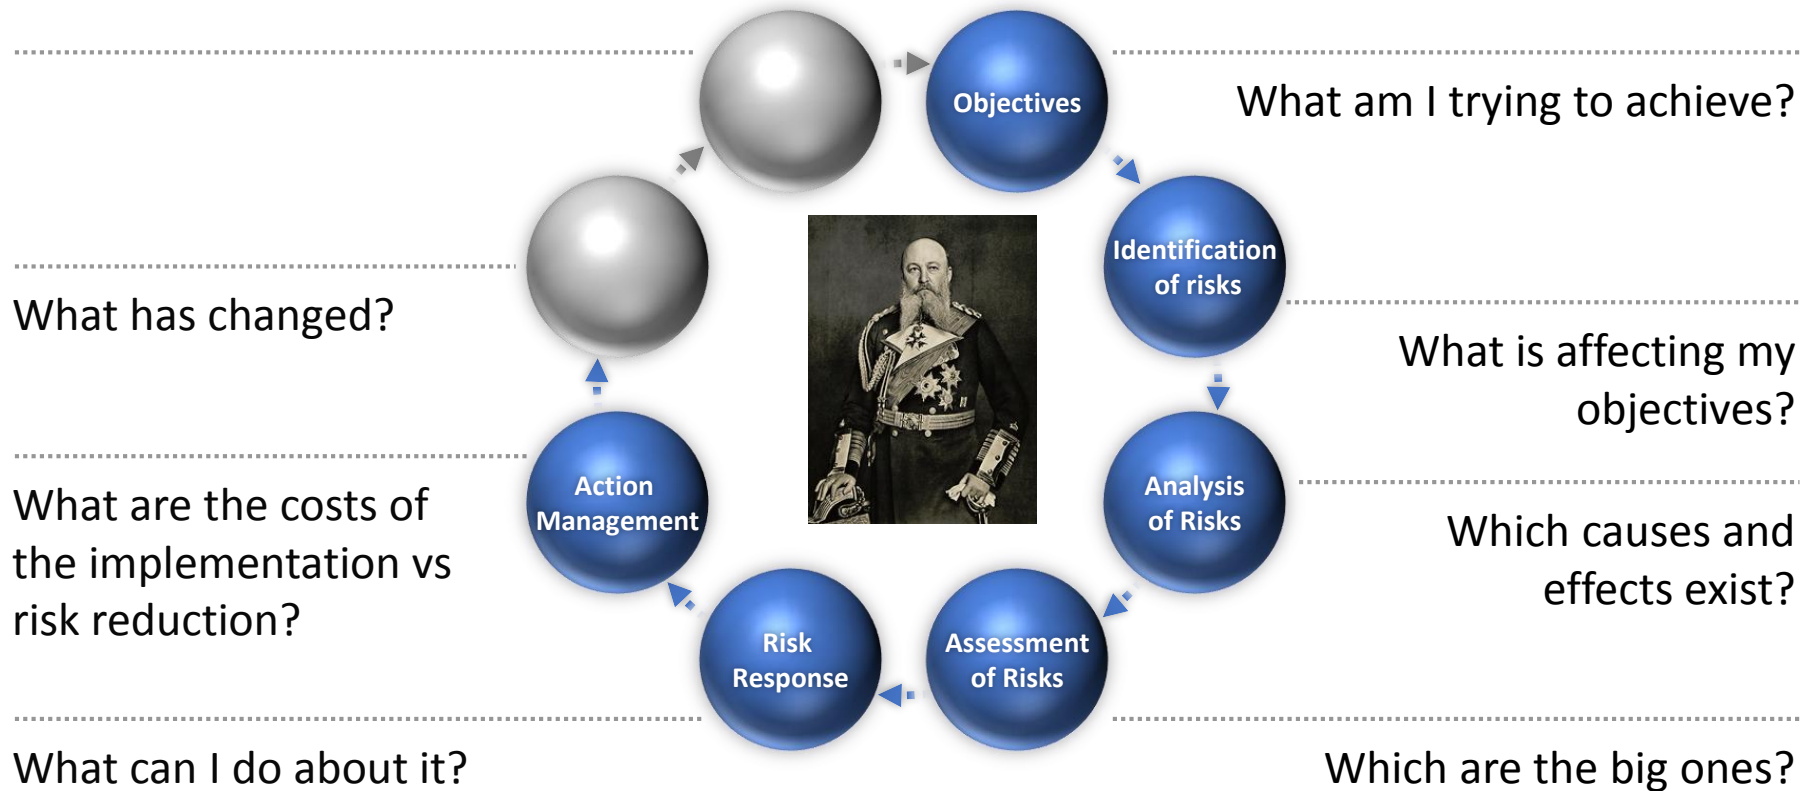 Objectives
What am I trying to achieve?
Identification
of risks
What is affecting my
objectives?
Analysis
of Risks
Which causes and
effects exist?
Assessment
of Risks
Which are the big ones?
Risk
Response
What can I do about it?
Action
Management
What are the costs of
the implementation vs
risk reduction?
What has changed?